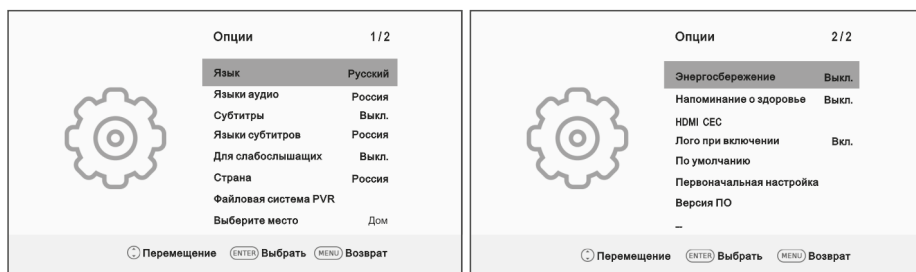 Опции 1/2
Язык Русский
Языки аудио Россия
Субтитры Выкл.
Языки субтитров Россия
Для слабослышащих Выкл.
Страна Россия
Файловая система PVR
Выберите место Дом
Перемещение ENTER Выбрать MENU Возврат
Опции 2/2
Энергосбережение Выкл.
Напоминание о здоровье Выкл.
HDMI CEC
Лого при включении Вкл.
По умолчанию
Первоначальная настройка
Версия ПО
...
Перемещение ENTER Выбрать MENU Возврат